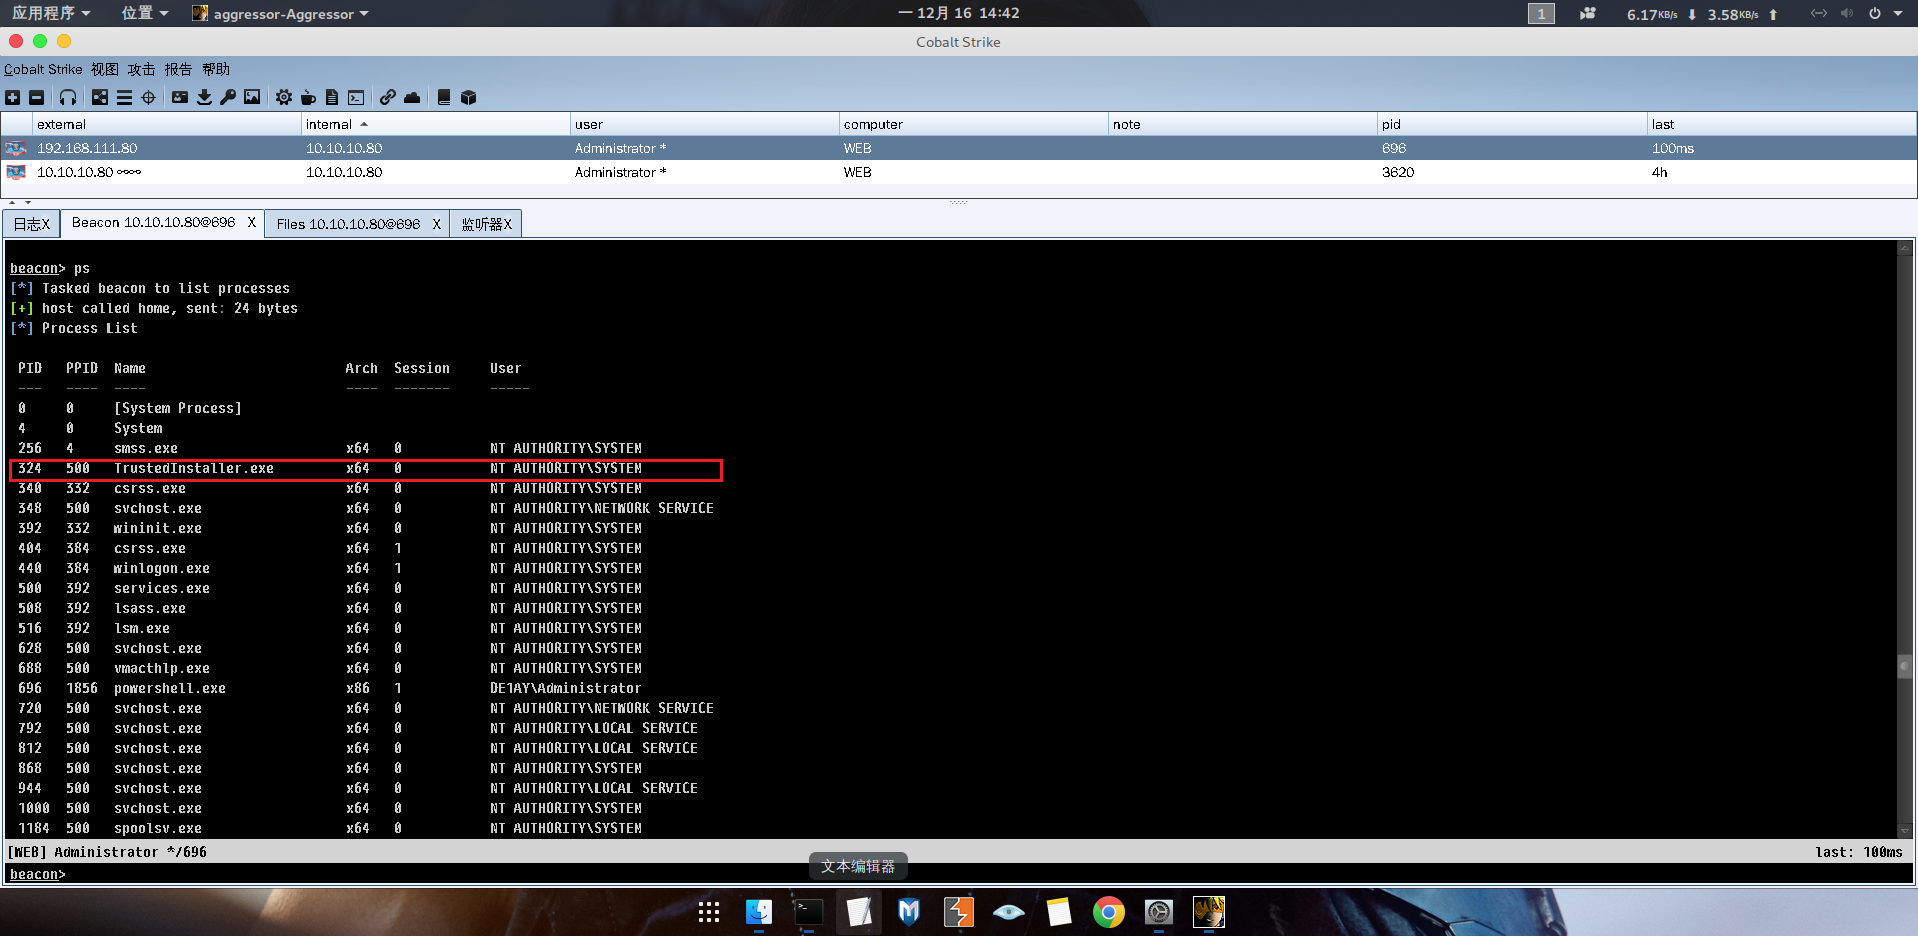 应用程序 位置 aggressor-Aggressor 一 12月 16 14:42 1 6.17KB/s 3.58KB/s
Cobalt Strike
Cobalt Strike 视图 攻击 报告 帮助
external internal user computer note pid last
192.168.111.80 10.10.10.80 Administrator * WEB 696 100ms
10.10.10.80 10.10.10.80 Administrator * WEB 3620 4h
日志X Beacon 10.10.10.80@696 X Files 10.10.10.80@696 X 监听器X
beacon> ps
[*] Tasked beacon to list processes
[+] host called home, sent: 24 bytes
[*] Process List
PID PPID Name Arch Session User
--- ---- ---- ---- ------- -----
0 0 [System Process]
4 0 System
256 4 smss.exe x64 0 NT AUTHORITY\SYSTEM
324 500 TrustedInstaller.exe x64 0 NT AUTHORITY\SYSTEM
340 332 csrss.exe x64 0 NT AUTHORITY\SYSTEM
348 500 svchost.exe x64 0 NT AUTHORITY\NETWORK SERVICE
392 332 wininit.exe x64 0 NT AUTHORITY\SYSTEM
404 384 csrss.exe x64 1 NT AUTHORITY\SYSTEM
440 384 winlogon.exe x64 1 NT AUTHORITY\SYSTEM
500 392 services.exe x64 0 NT AUTHORITY\SYSTEM
508 392 lsass.exe x64 0 NT AUTHORITY\SYSTEM
516 392 lsm.exe x64 0 NT AUTHORITY\SYSTEM
628 500 svchost.exe x64 0 NT AUTHORITY\SYSTEM
688 500 vmacthlp.exe x64 0 NT AUTHORITY\SYSTEM
696 1856 powershell.exe x86 1 DE1AY\Administrator
720 500 svchost.exe x64 0 NT AUTHORITY\NETWORK SERVICE
792 500 svchost.exe x64 0 NT AUTHORITY\LOCAL SERVICE
812 500 svchost.exe x64 0 NT AUTHORITY\LOCAL SERVICE
868 500 svchost.exe x64 0 NT AUTHORITY\SYSTEM
944 500 svchost.exe x64 0 NT AUTHORITY\LOCAL SERVICE
1000 500 svchost.exe x64 0 NT AUTHORITY\SYSTEM
1184 500 spoolsv.exe x64 0 NT AUTHORITY\SYSTEM
[WEB] Administrator */696 last: 100ms
文本编辑器
beacon>